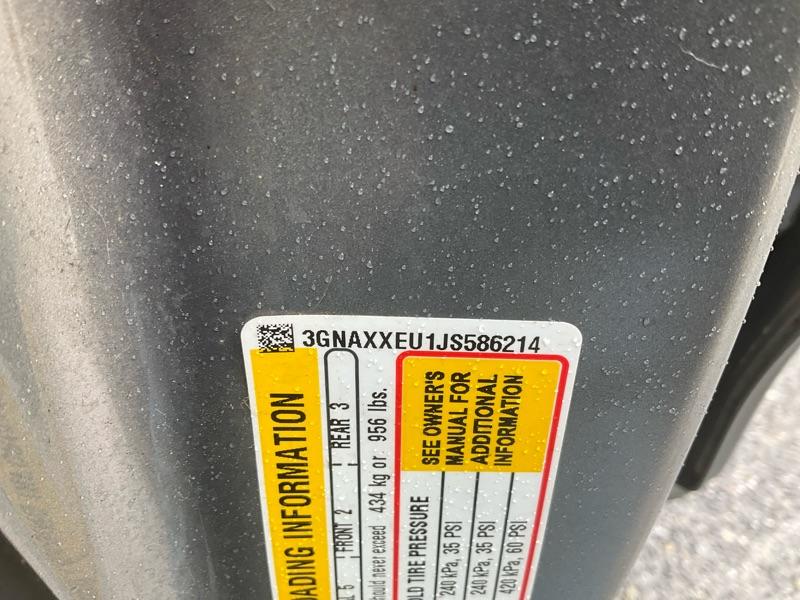 3GNAXXEU1JS586214
LOADING INFORMATION
REAR 3
FRONT 2
5
should never exceed 434 kg or 956 lbs.
SEE OWNER'S
MANUAL FOR
ADDITIONAL
INFORMATION
TIRE PRESSURE
240 kPa, 35 PSI
240 kPa, 35 PSI
420 kPa, 60 PSI